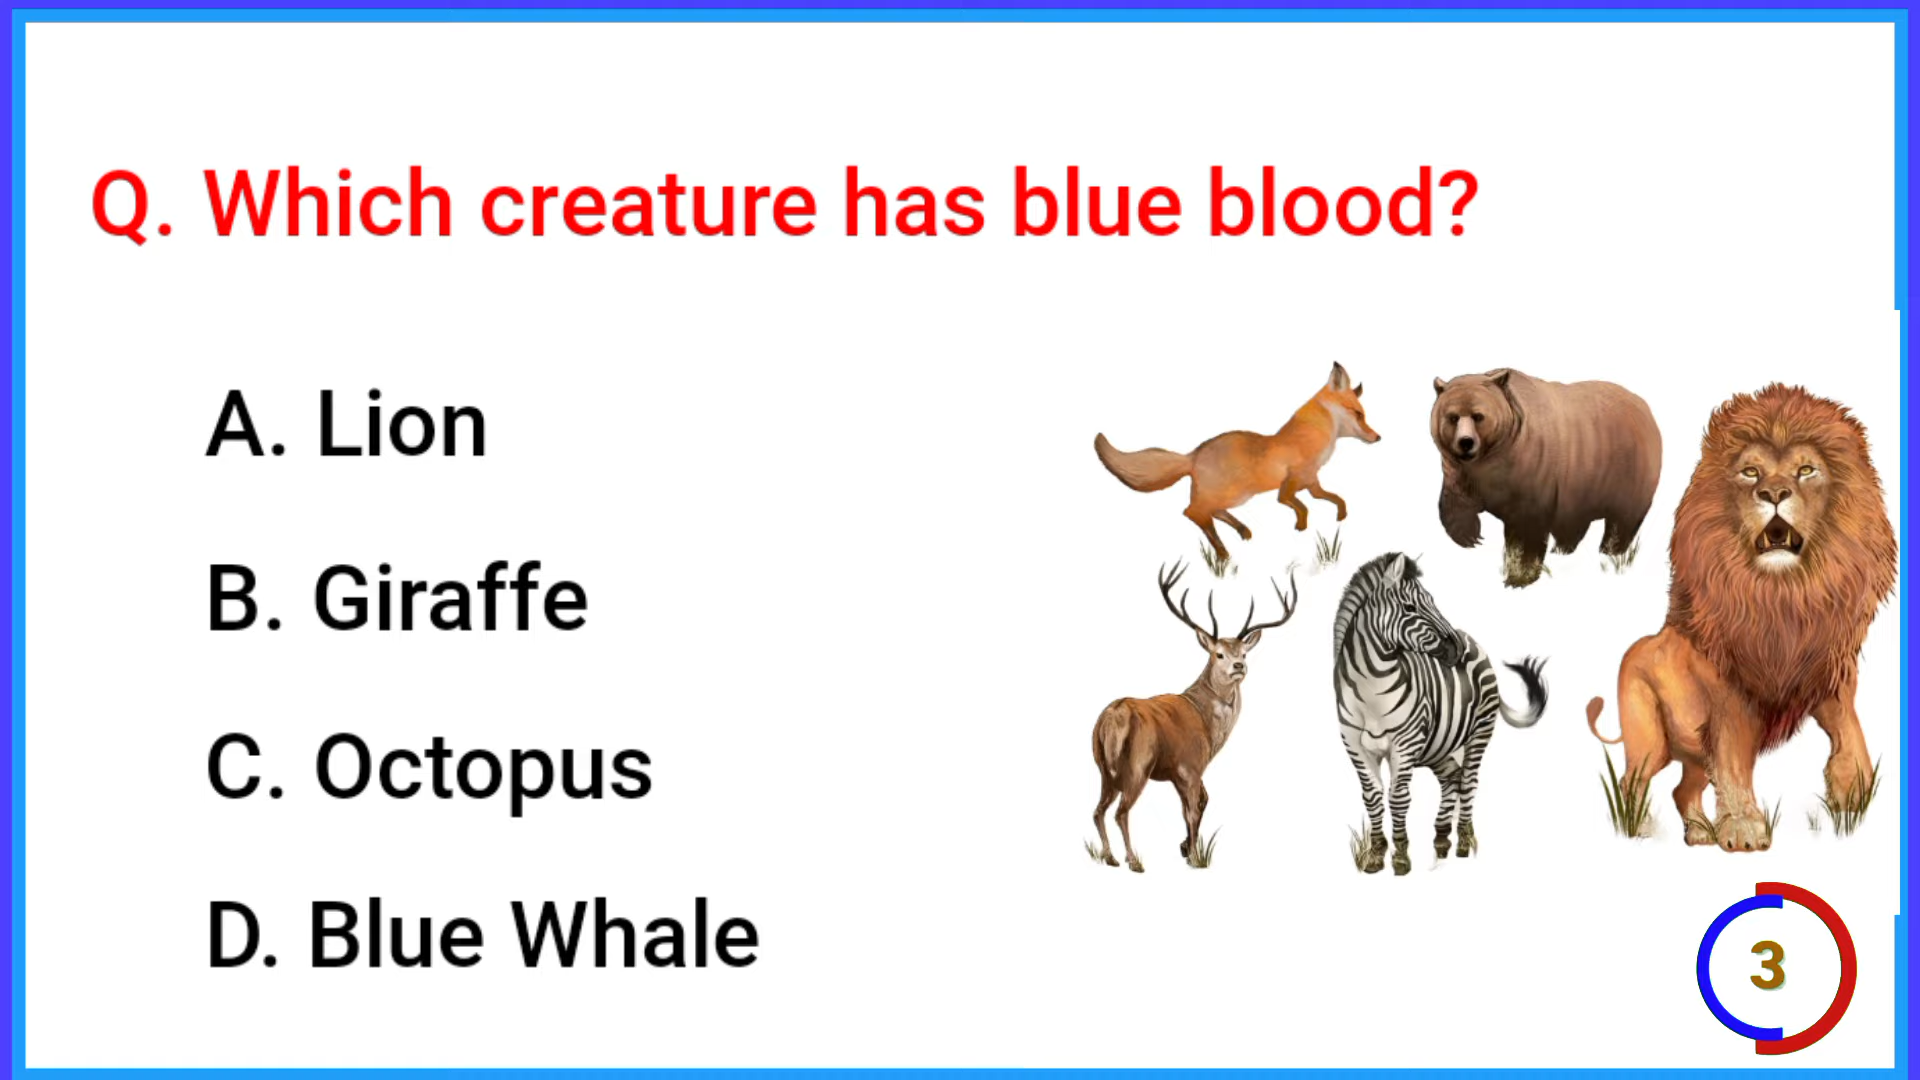 Q. Which creature has blue blood?
A. Lion
B. Giraffe
C. Octopus
D. Blue Whale
3